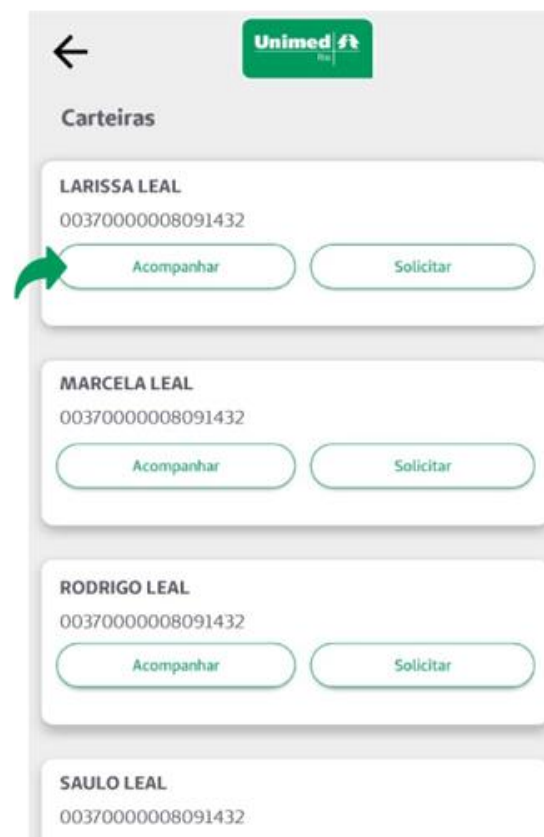 Unimed
Rio
Carteiras
LARISSA LEAL
00370000008091432
Acompanhar Solicitar
MARCELA LEAL
00370000008091432
Acompanhar Solicitar
RODRIGO LEAL
00370000008091432
Acompanhar Solicitar
SAULO LEAL
00370000008091432